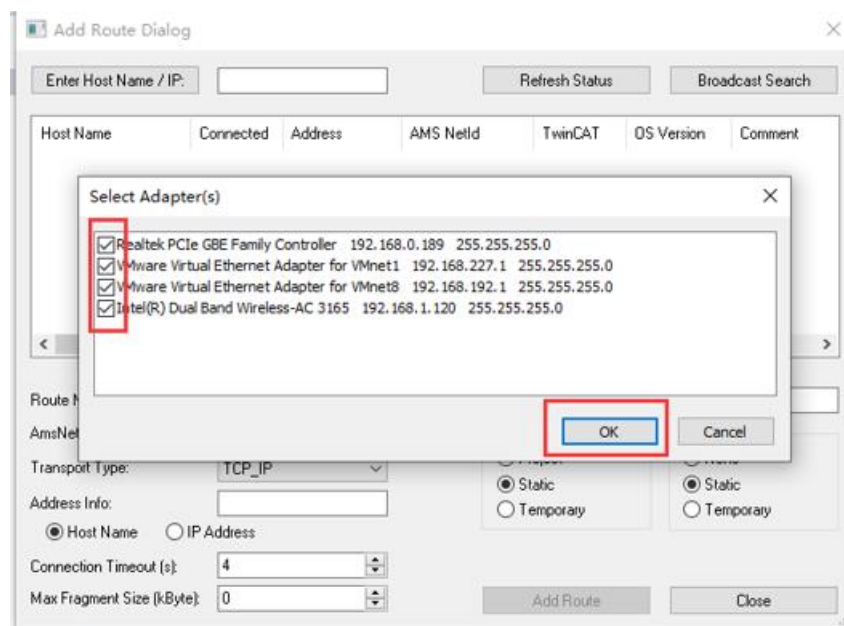 Add Route Dialog
Enter Host Name / IP:
Refresh Status
Broadcast Search
Host Name Connected Address AMS NetId TwinCAT OS Version Comment
Select Adapter(s)
Realtek PCIe GBE Family Controller 192.168.0.189 255.255.255.0
VMware Virtual Ethernet Adapter for VMnet1 192.168.227.1 255.255.255.0
VMware Virtual Ethernet Adapter for VMnet8 192.168.192.1 255.255.255.0
Intel(R) Dual Band Wireless-AC 3165 192.168.1.120 255.255.255.0
OK Cancel
Route
AmsNet
Transport Type: TCP_IP
Static Static
Address Info:
Temporary Temporary
Host Name IP Address
Connection Timeout (s): 4
Max Fragment Size (kByte): 0
Add Route Close